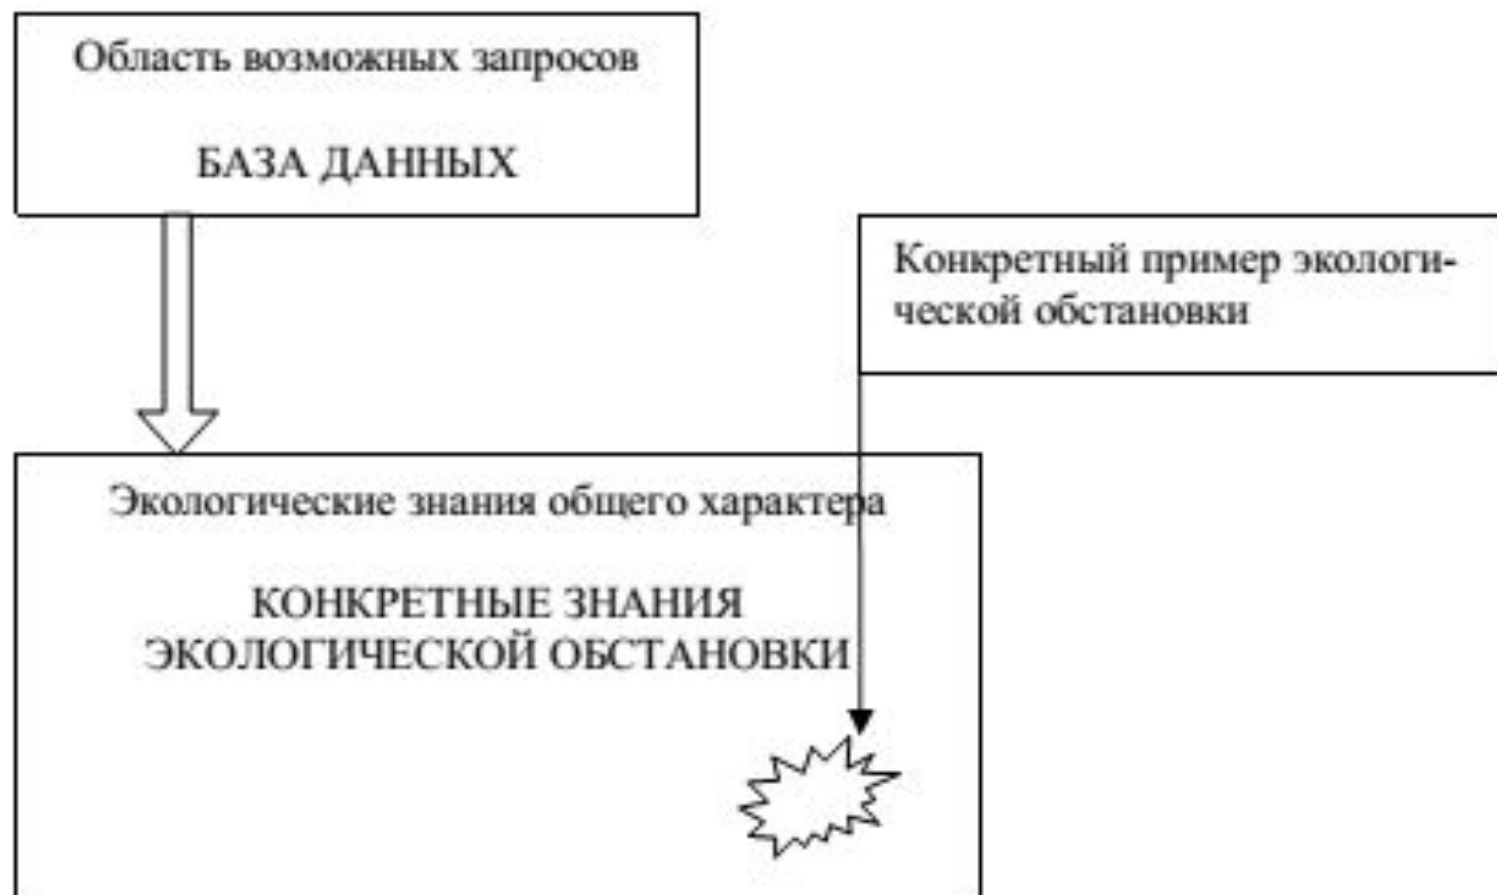 Область возможных запросов
БАЗА ДАННЫХ
Конкретный пример экологи-
ческой обстановки
Экологические знания общего характера
КОНКРЕТНЫЕ ЗНАНИЯ
ЭКОЛОГИЧЕСКОЙ ОБСТАНОВКИ